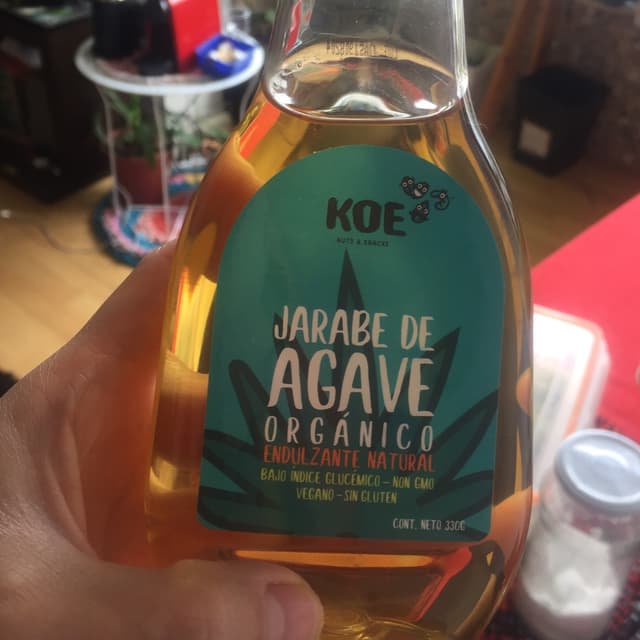 KOE
NUTS & SNACKS
JARABE DE
AGAVE
ORGÁNICO
ENDULZANTE NATURAL
BAJO ÍNDICE GLUCÉMICO – NON GMO
VEGANO – SIN GLUTEN
CONT. NETO 330G